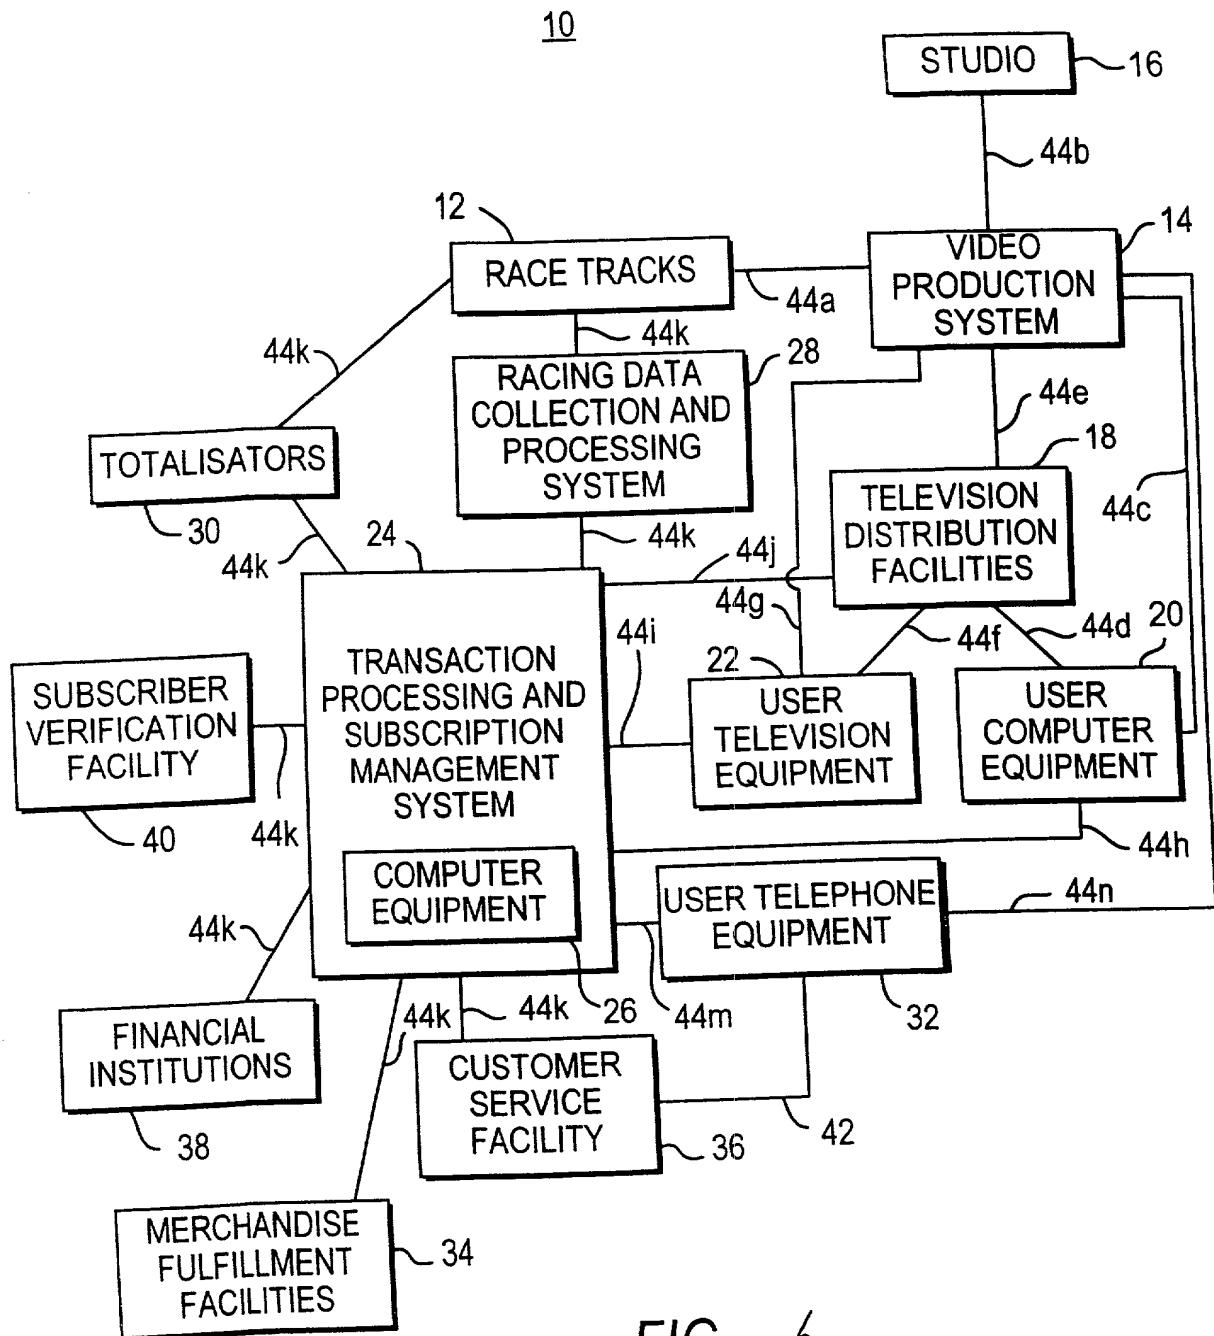 10
STUDIO
16
44b
12
14
RACE TRACKS
44a
VIDEO
PRODUCTION
SYSTEM
44k
44k
28
RACING DATA
COLLECTION AND
PROCESSING
SYSTEM
44e
18
44c
TOTALISATORS
30
44k
24
44k
44j
TELEVISION
DISTRIBUTION
FACILITIES
44g
44f
44d
20
44i
22
SUBSCRIBER
VERIFICATION
FACILITY
40
44k
TRANSACTION
PROCESSING AND
SUBSCRIPTION
MANAGEMENT
SYSTEM
USER
TELEVISION
EQUIPMENT
USER
COMPUTER
EQUIPMENT
44h
COMPUTER
EQUIPMENT
26
USER TELEPHONE
EQUIPMENT
44n
32
44k
44k
44k
44m
FINANCIAL
INSTITUTIONS
38
CUSTOMER
SERVICE
FACILITY
36
42
MERCHANDISE
FULFILLMENT
FACILITIES
34
FIG. 6